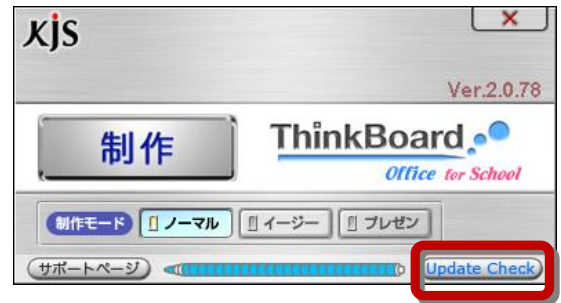 KJS
Ver.2.0.78
制作
ThinkBoard
Office for School
制作モード ノーマル イージー プレゼン
サポートページ Update Check